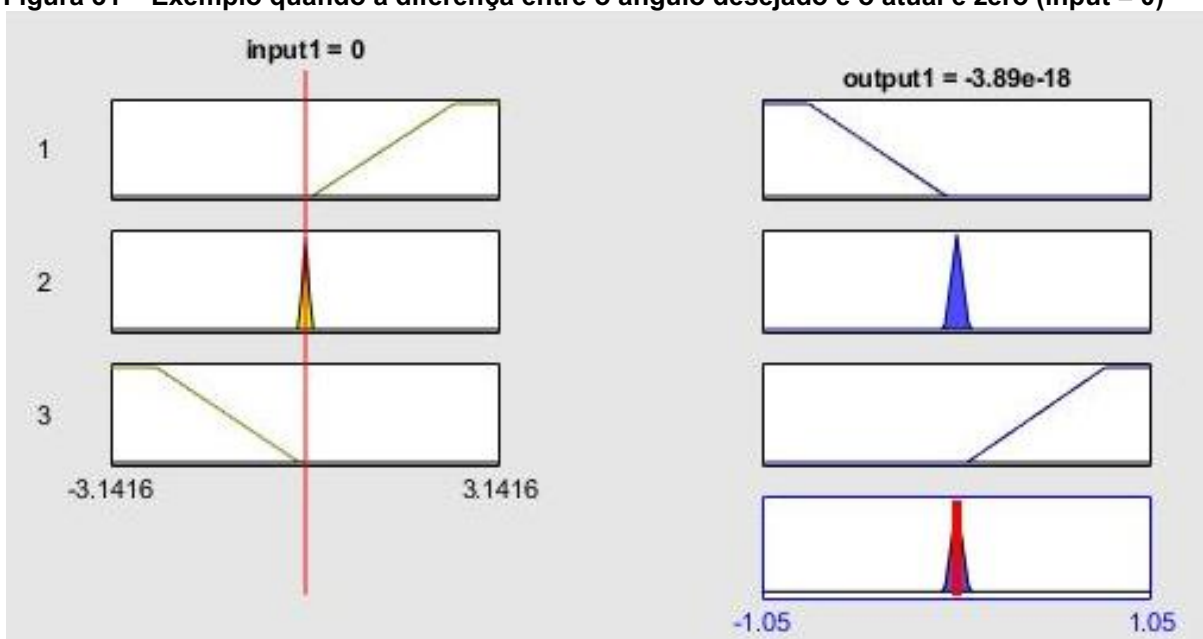 Figura 31 – Exemplo quando a diferença entre o ângulo desejado e o atual é zero (input = 0)
input1 = 0
output1 = -3.89e-18
1
2
3
-3.1416
3.1416
-1.05
1.05